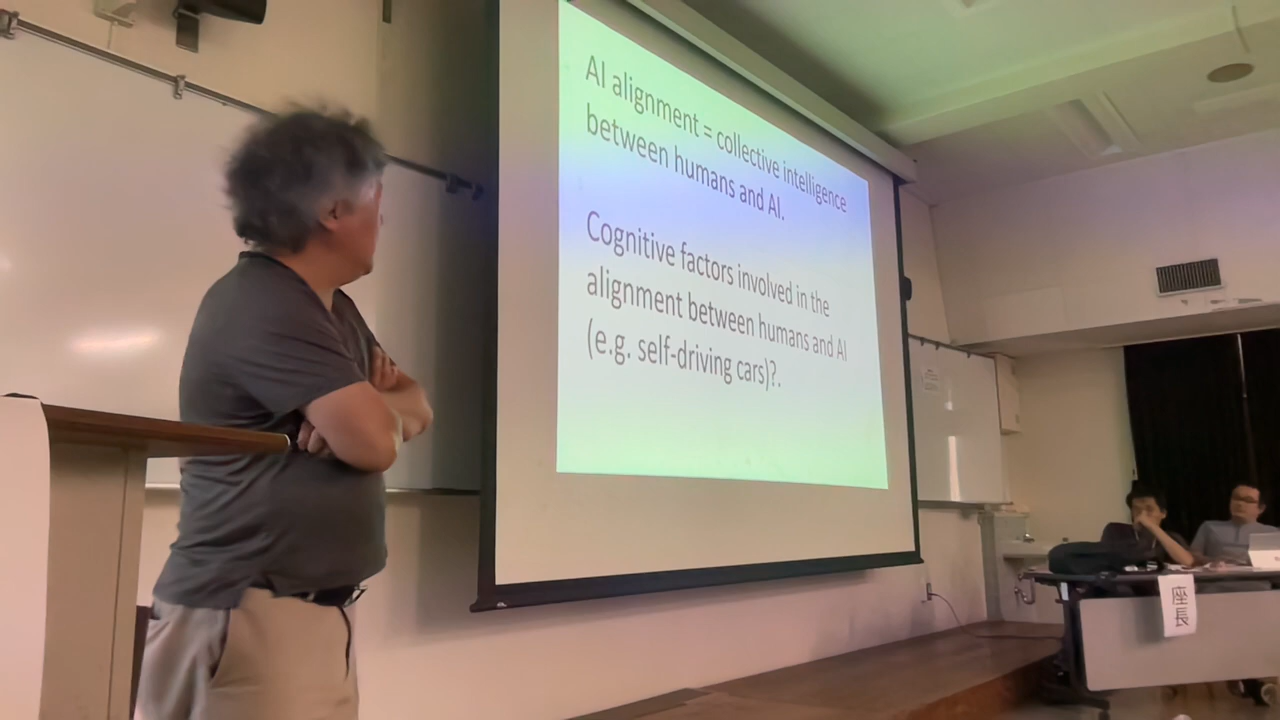 AI alignment = collective intelligence
between humans and AI.
Cognitive factors involved in the
alignment between humans and AI
(e.g. self-driving cars)?.
座長